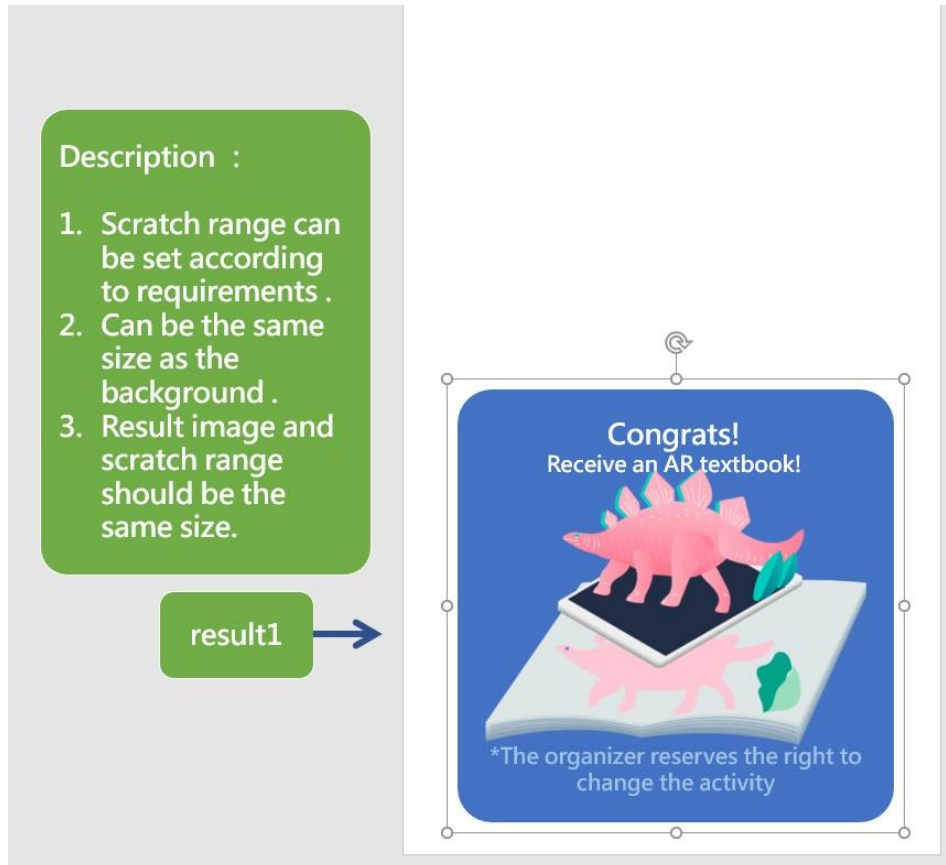 Description :
1. Scratch range can
be set according
to requirements .
2. Can be the same
size as the
background .
3. Result image and
scratch range
should be the
same size.
result1
Congrats!
Receive an AR textbook!
*The organizer reserves the right to
change the activity